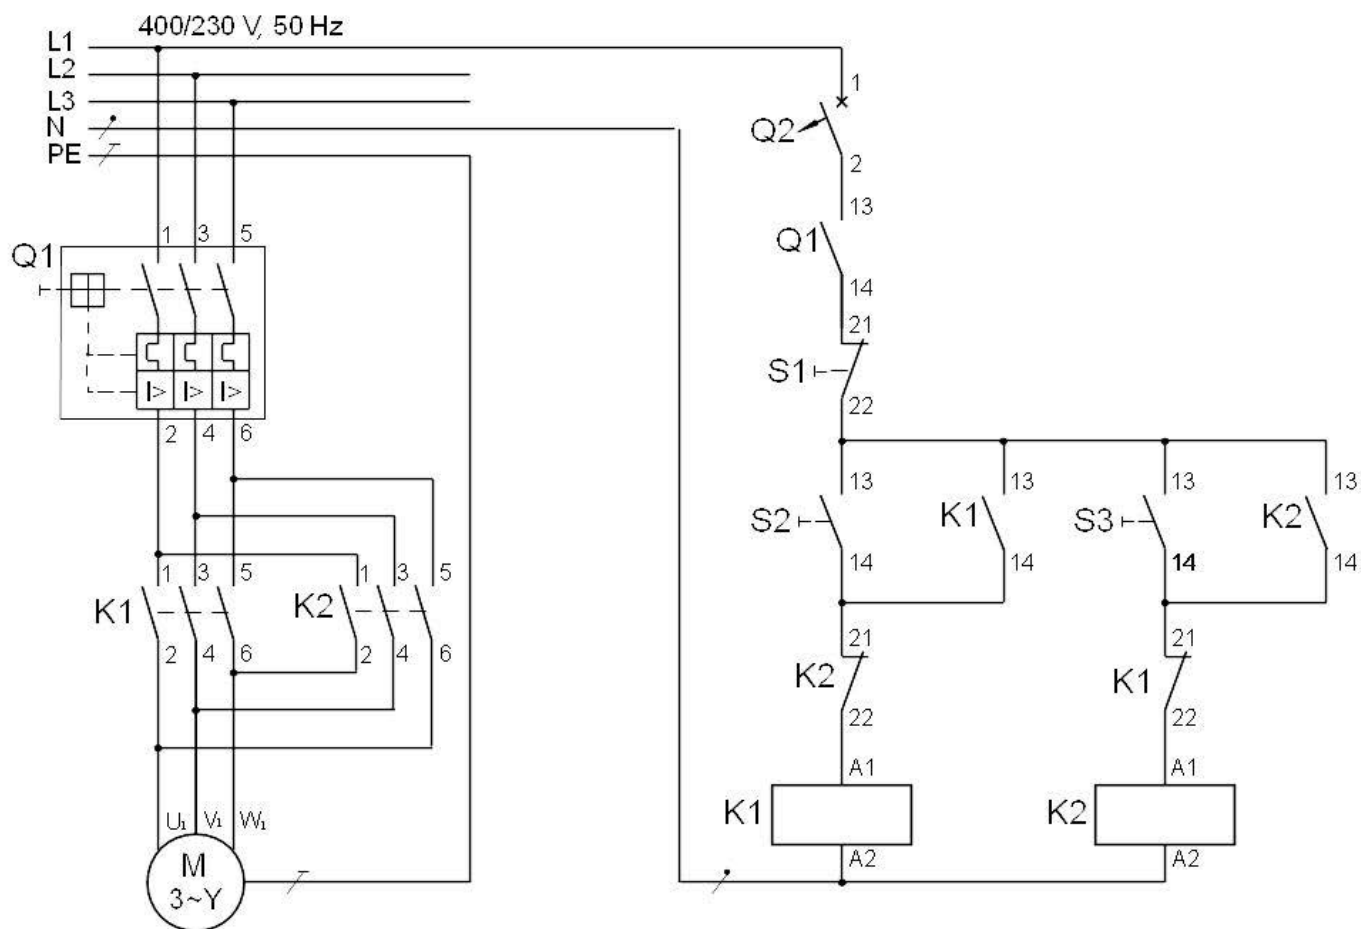 400/230 V, 50 Hz
L1
L2
L3
N
PE
1
Q2
2
13
Q1
14
21
S1
22
1 3 5
Q1
I> I> I>
2 4 6
13 13 13 13
S2 K1 S3 K2
14 14 14 14
1 3 5 1 3 5
K1 K2
2 4 6 2 4 6
21 21
K2 K1
22 22
A1 A1
K1 K2
A2 A2
U₁ V₁ W₁
M
3~Y